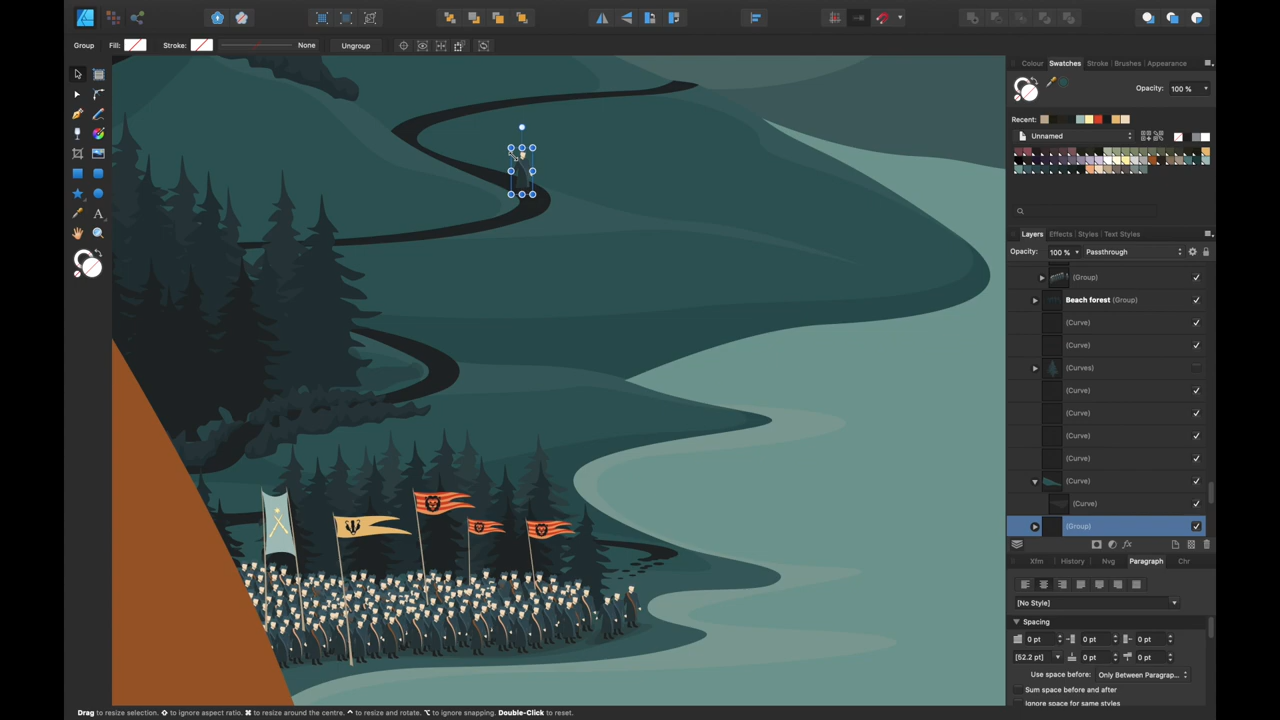 Group
Fill:
Stroke:
None
Ungroup
Colour Swatches Stroke Brushes Appearance
Opacity: 100 %
Recent:
Unnamed
Layers Effects Styles Text Styles
Opacity: 100 % Passthrough
(Group)
Beach forest (Group)
(Curve)
(Curve)
(Curves)
(Curve)
(Curve)
(Curve)
(Curve)
(Curve)
(Curve)
(Group)
Xfm History Nvg Paragraph Chr
[No Style]
Spacing
0 pt 0 pt 0 pt
[62.2 pt] 0 pt 0 pt
Use space before: Only Between Paragrap...
Sum space before and after
Ignore space for same styles
Drag to resize selection. ⇧ to ignore aspect ratio. ⌘ to resize around the centre. ^ to resize and rotate. ⌥ to ignore snapping. Double-Click to reset.